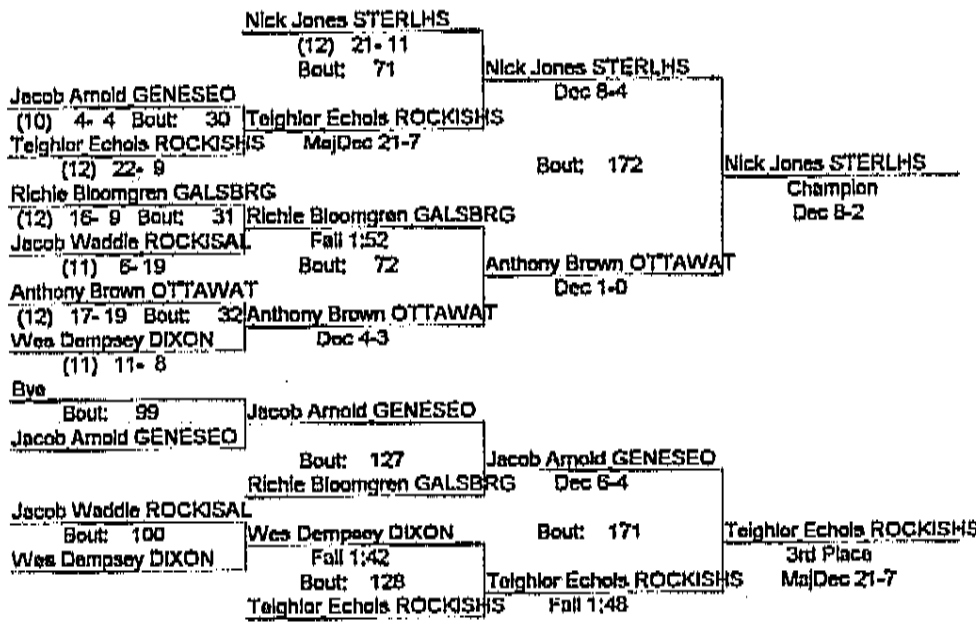 Nick Jones STERLHS
(12) 21- 11
Bout: 71
Nick Jones STERLHS
Dec 8-4
Jacob Arnold GENESEO
(10) 4- 4 Bout: 30
Teighlor Echols ROCKISHS
MajDec 21-7
Teighlor Echols ROCKISHS
(12) 22- 9
Bout: 172
Nick Jones STERLHS
Champion
Dec 8-2
Richie Bloomgren GALSBRG
(12) 16- 9 Bout: 31
Richie Bloomgren GALSBRG
Fall 1:52
Jacob Waddle ROCKISAL
(11) 6- 19
Bout: 72
Anthony Brown OTTAWAT
Dec 1-0
Anthony Brown OTTAWAT
(12) 17- 19 Bout: 32
Anthony Brown OTTAWAT
Dec 4-3
Wes Dempsey DIXON
(11) 11- 8
Bye
Bout: 99
Jacob Arnold GENESEO
Jacob Arnold GENESEO
Bout: 127
Jacob Arnold GENESEO
Dec 6-4
Richie Bloomgren GALSBRG
Jacob Waddle ROCKISAL
Bout: 100
Wes Dempsey DIXON
Fall 1:42
Wes Dempsey DIXON
Bout: 171
Teighlor Echols ROCKISHS
3rd Place
MajDec 21-7
Bout: 128
Teighlor Echols ROCKISHS
Fall 1:48
Teighlor Echols ROCKISHS